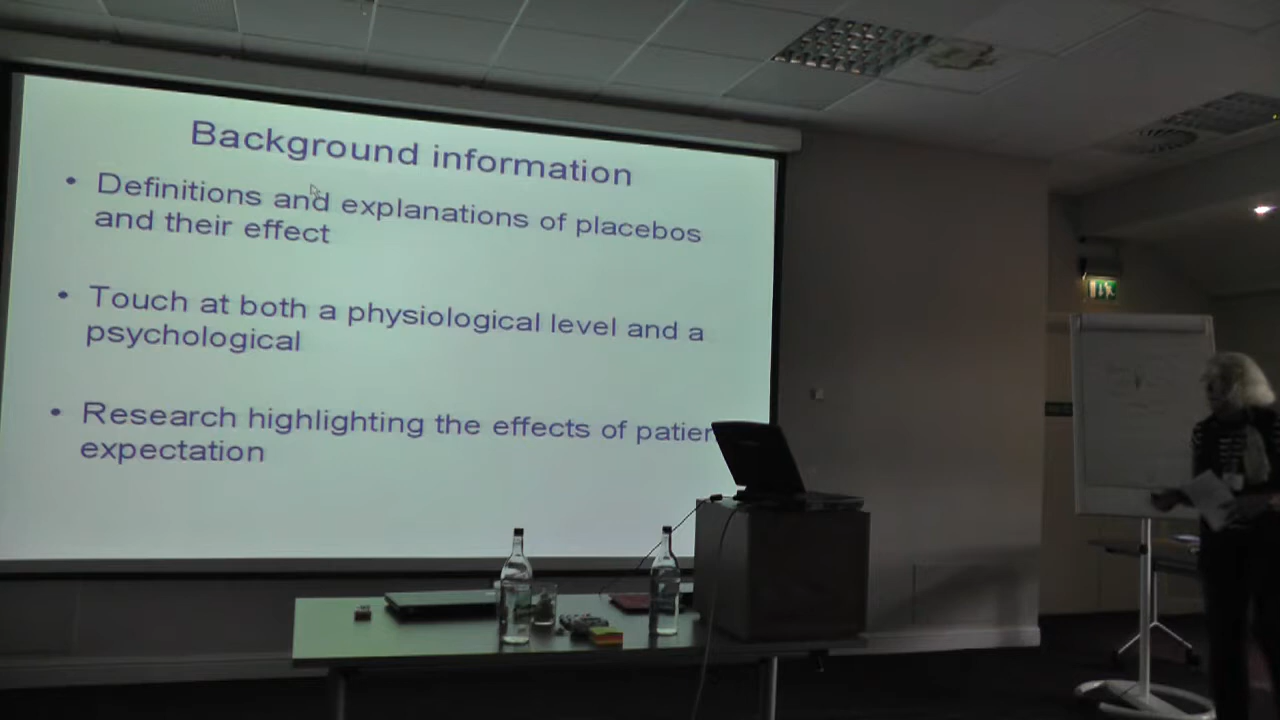 Background information
• Definitions and explanations of placebos
and their effect
• Touch at both a physiological level and a
psychological
• Research highlighting the effects of patien
expectation